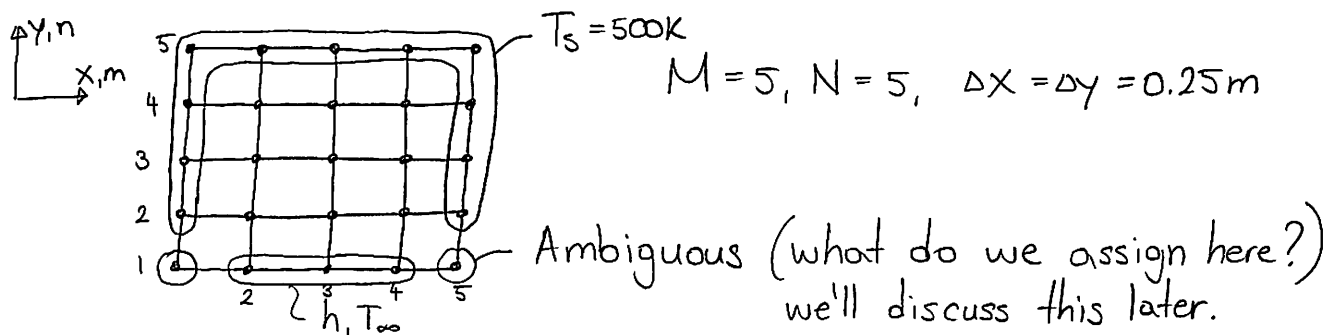 y,n
x,m
5
4
3
2
1
2 3 4 5
h, T∞
Ts = 500K
M = 5, N = 5, Δx = Δy = 0.25m
Ambiguous (what do we assign here?)
we'll discuss this later.